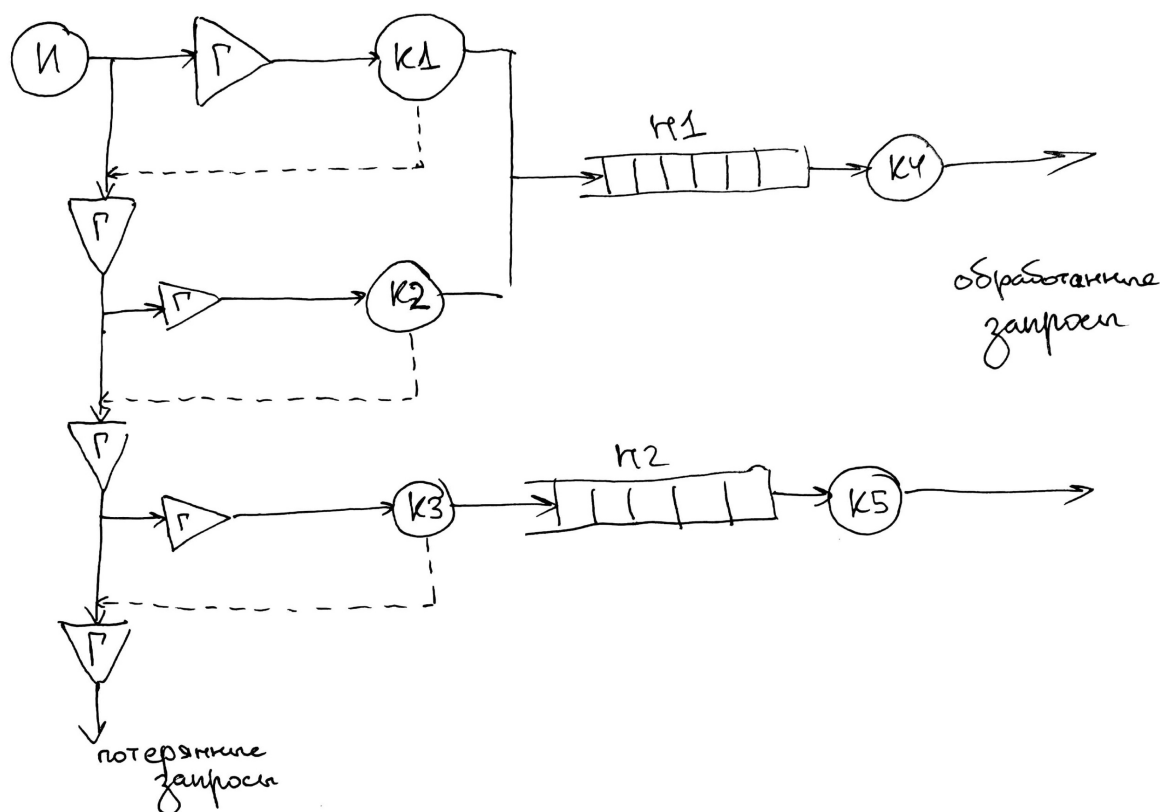 И
Г
К1
Н1
К4
Г
Г
К2
обработанные
запросы
Г
Н2
Г
К3
К5
Г
потерянные
запросы